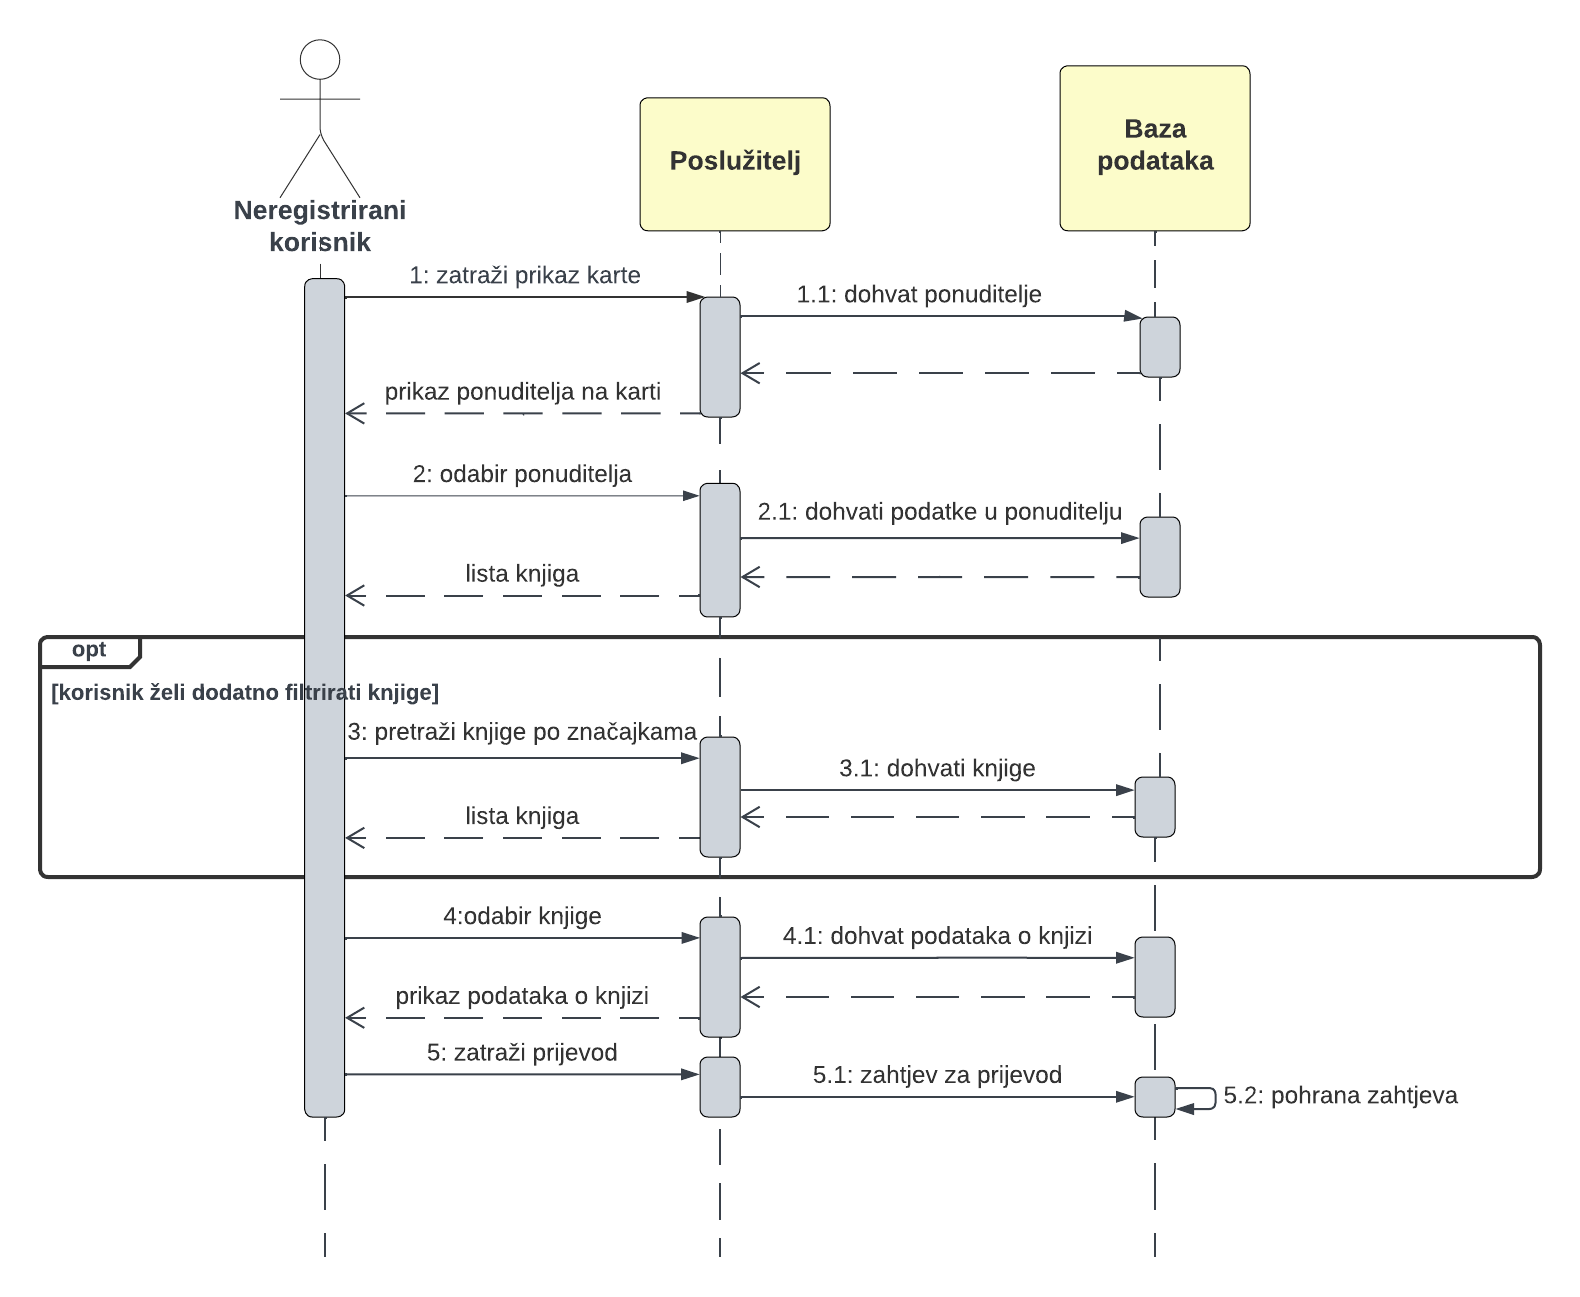 Neregistrirani
korisnik
Poslužitelj
Baza
podataka
1: zatraži prikaz karte
1.1: dohvat ponuditelje
prikaz ponuditelja na karti
2: odabir ponuditelja
2.1: dohvati podatke u ponuditelju
lista knjiga
opt
[korisnik želi dodatno filtrirati knjige]
3: pretraži knjige po značajkama
3.1: dohvati knjige
lista knjiga
4:odabir knjige
4.1: dohvat podataka o knjizi
prikaz podataka o knjizi
5: zatraži prijevod
5.1: zahtjev za prijevod
5.2: pohrana zahtjeva